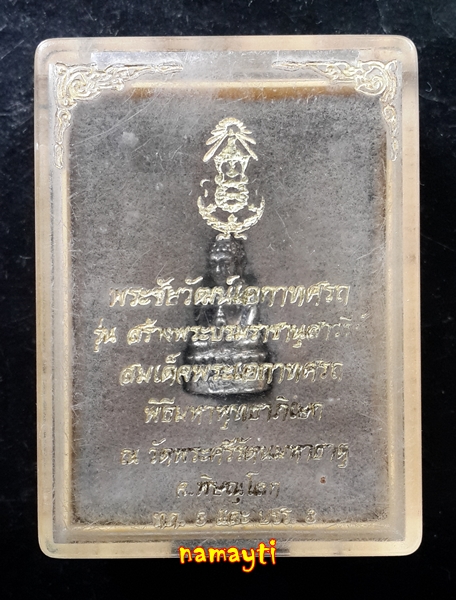 พระชัยวัฒน์เอกาทศรถ
รุ่น สร้างพระบรมราชานุสาวรีย์
สมเด็จพระเอกาทศรถ
พิธีมหาพุทธาภิเษก
ณ วัดพระศรีรัตนมหาธาตุ
จ.พิษณุโลก
namayti